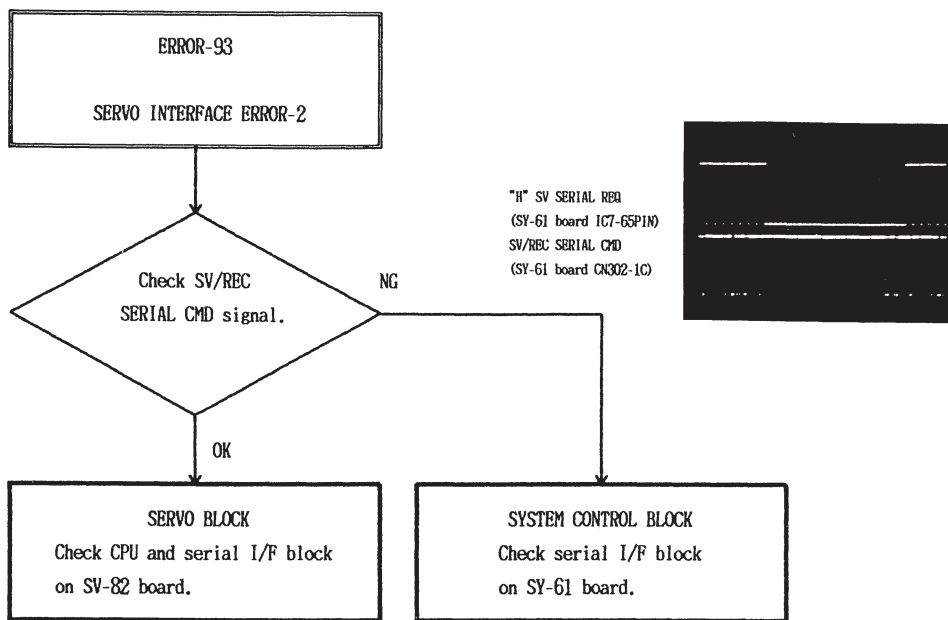 ERROR-93
SERVO INTERFACE ERROR-2
"H" SV SERIAL REQ
(SY-61 board IC7-65PIN)
SV/REC SERIAL CMD
(SY-61 board CN302-1C)
Check SV/REC
SERIAL CMD signal.
NG
OK
SERVO BLOCK
Check CPU and serial I/F block
on SV-82 board.
SYSTEM CONTROL BLOCK
Check serial I/F block
on SY-61 board.